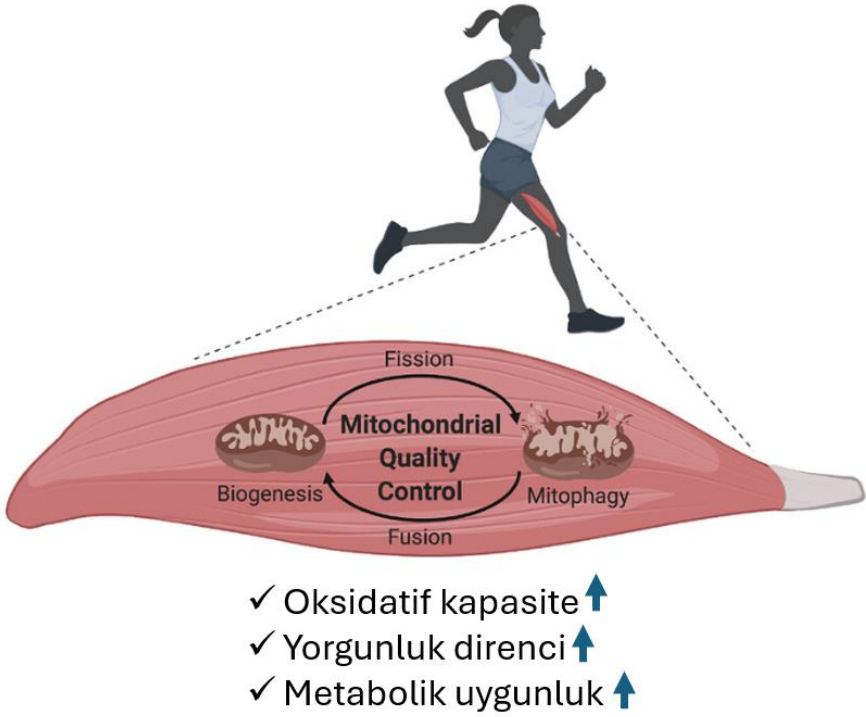 Fission
Mitochondrial
Quality
Control
Biogenesis
Mitophagy
Fusion
✓ Oksidatif kapasite
✓ Yorgunluk direnci
✓ Metabolik uygunluk